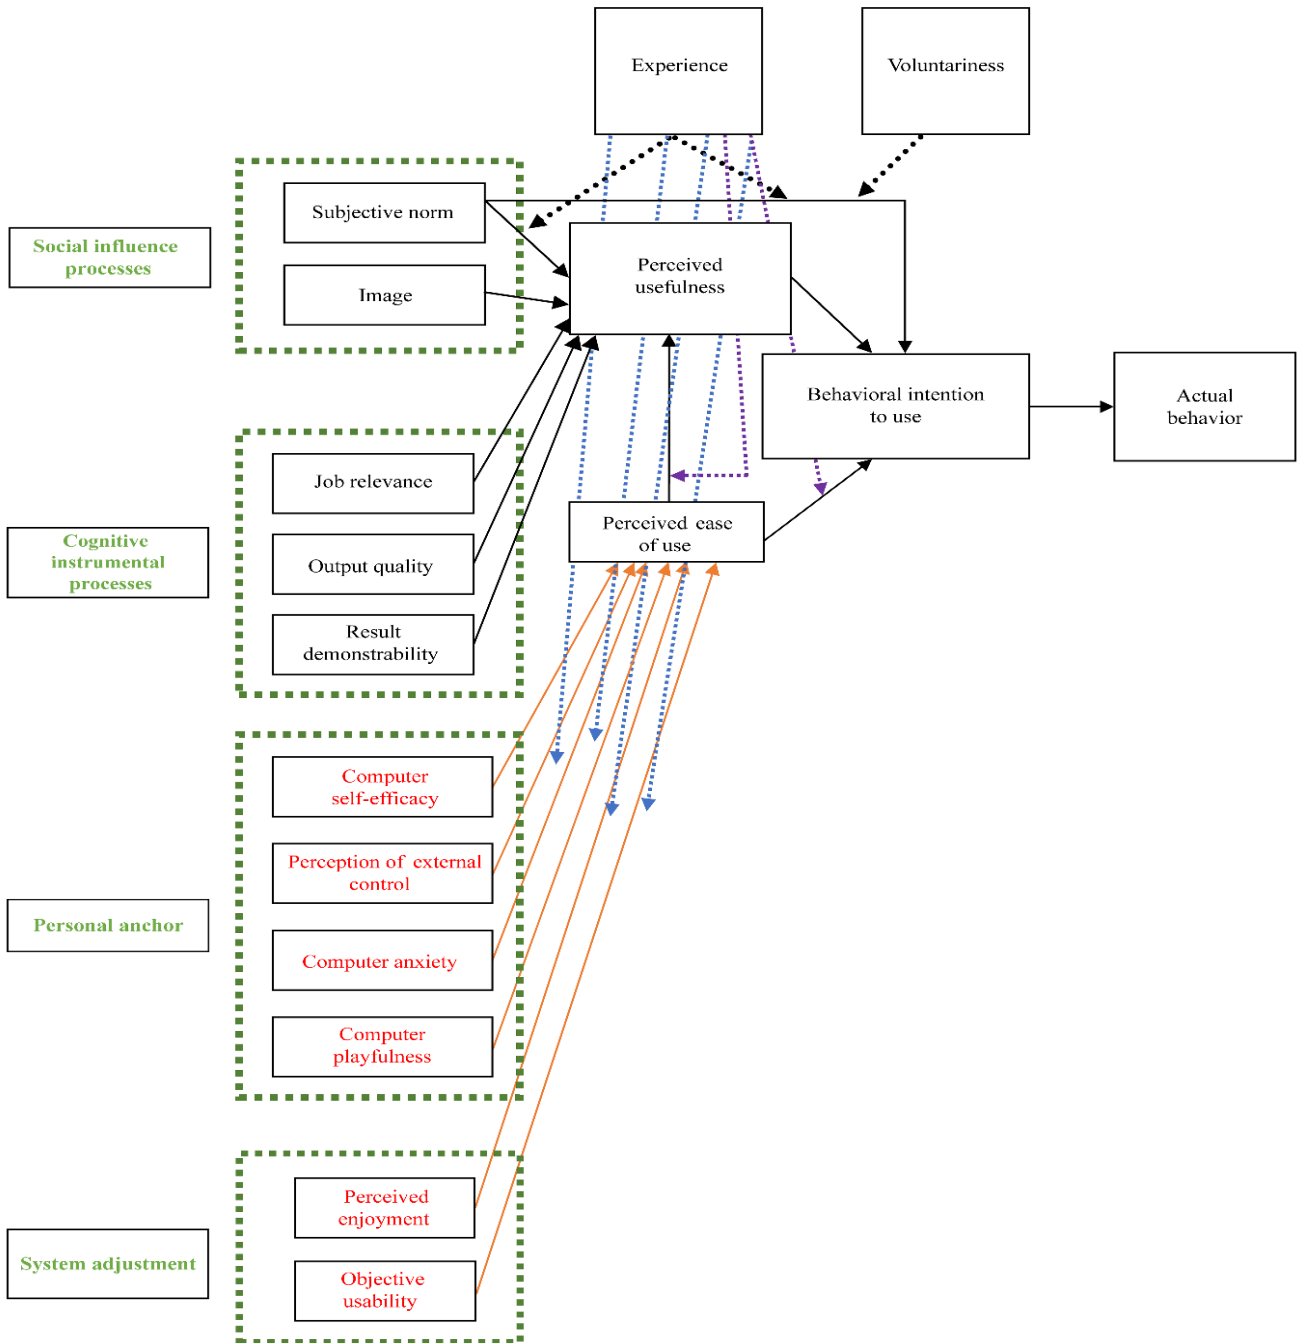 Experience
Voluntariness
Subjective norm
Social influence
processes
Image
Perceived
usefulness
Behavioral intention
to use
Actual
behavior
Job relevance
Cognitive
instrumental
processes
Output quality
Result
demonstrability
Perceived ease
of use
Computer
self-efficacy
Perception of external
control
Personal anchor
Computer anxiety
Computer
playfulness
Perceived
enjoyment
System adjustment
Objective
usability